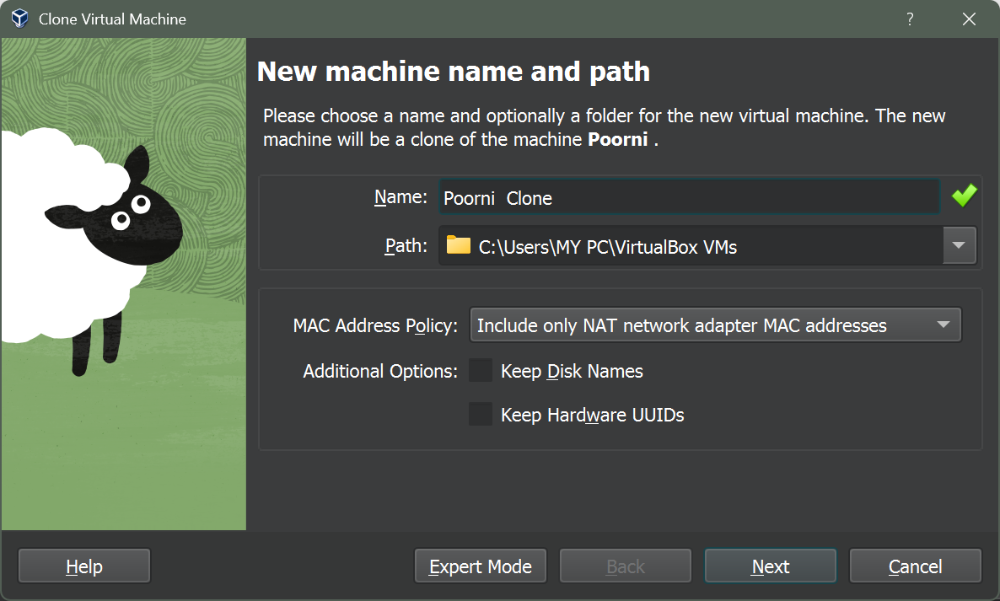 Clone Virtual Machine
?
New machine name and path
Please choose a name and optionally a folder for the new virtual machine. The new
machine will be a clone of the machine Poorni .
Name: Poorni  Clone
Path: C:\Users\MY PC\VirtualBox VMs
MAC Address Policy: Include only NAT network adapter MAC addresses
Additional Options: Keep Disk Names
Keep Hardware UUIDs
Help Expert Mode Back Next Cancel